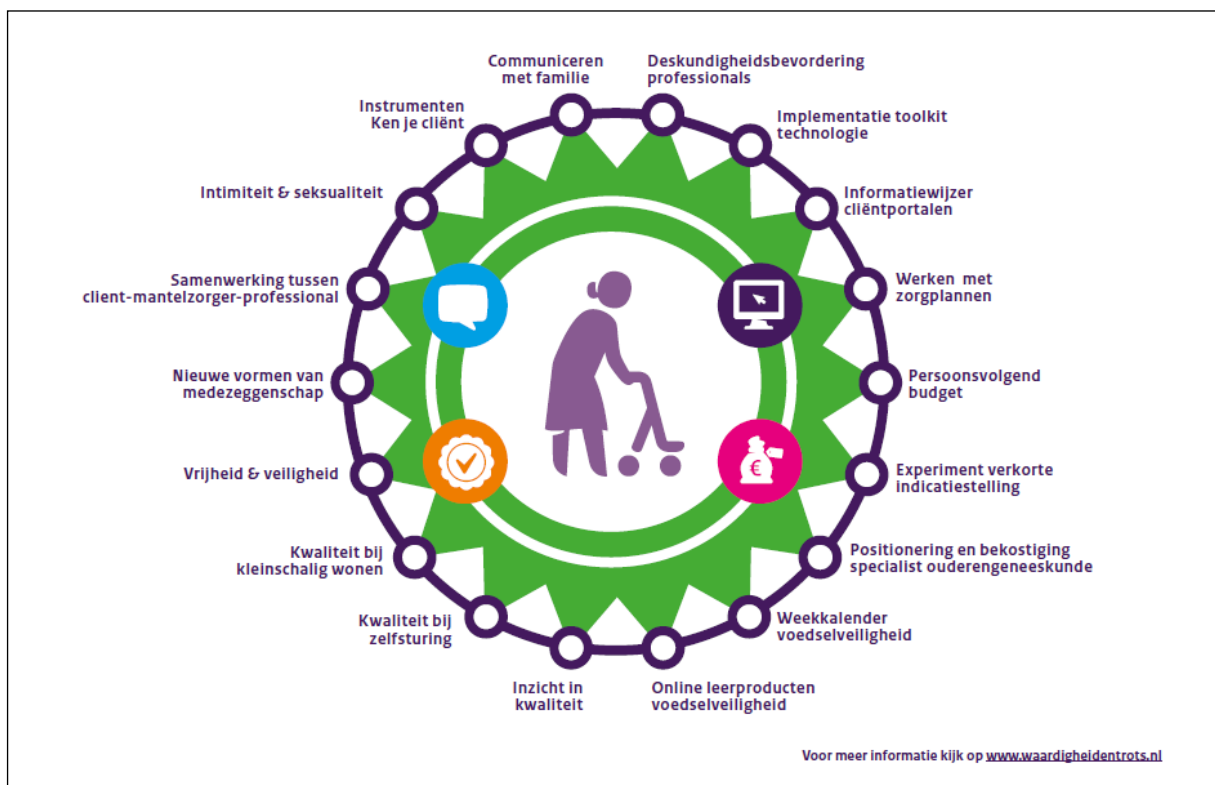 Communiceren
met familie
Deskundigheidsbevordering
professionals
Instrumenten
Ken je cliënt
Implementatie toolkit
technologie
Intimiteit & seksualiteit
Informatiewijzer
cliëntportalen
Samenwerking tussen
client-mantelzorger-professional
Werken met
zorgplannen
Nieuwe vormen van
medezeggenschap
Persoonsvolgend
budget
Vrijheid & veiligheid
Experiment verkorte
indicatiestelling
€
Kwaliteit bij
kleinschalig wonen
Positionering en bekostiging
specialist ouderengeneeskunde
Kwaliteit bij
zelfsturing
Weekkalender
voedselveiligheid
Inzicht in
kwaliteit
Online leerproducten
voedselveiligheid
Voor meer informatie kijk op www.waardigheidentrots.nl